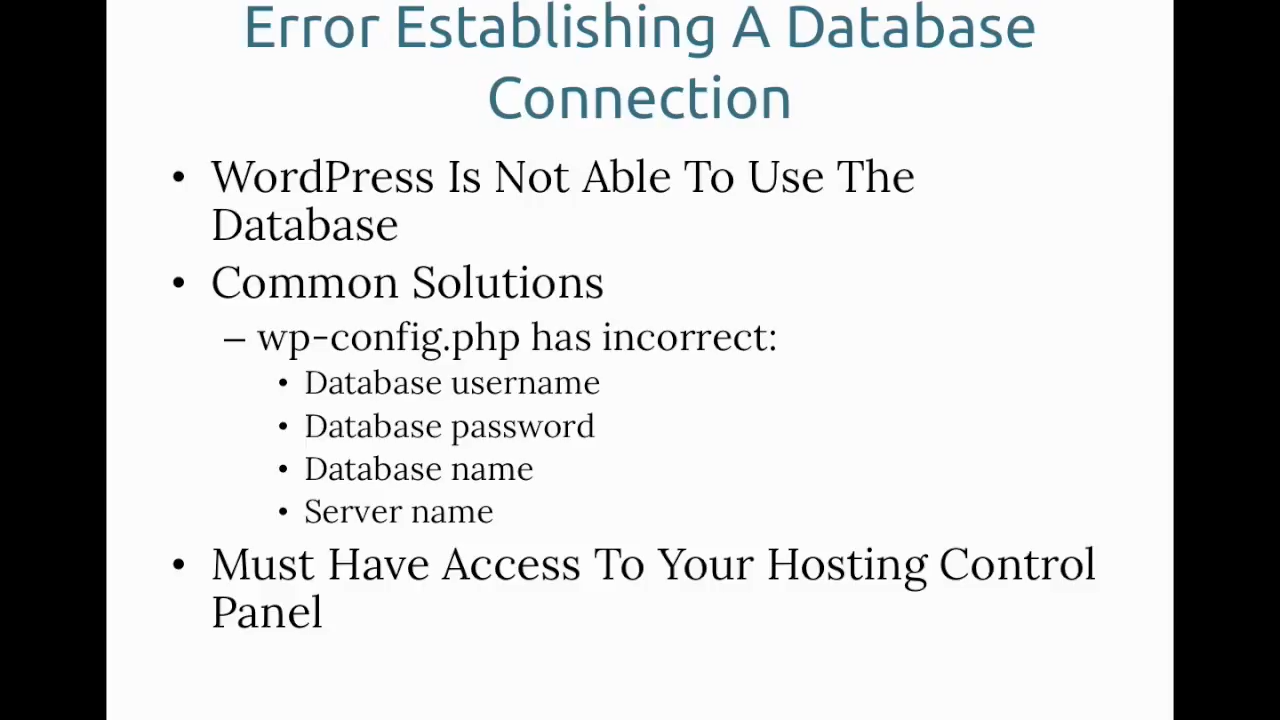 Error Establishing A Database
Connection
• WordPress Is Not Able To Use The
Database
• Common Solutions
– wp-config.php has incorrect:
• Database username
• Database password
• Database name
• Server name
• Must Have Access To Your Hosting Control
Panel